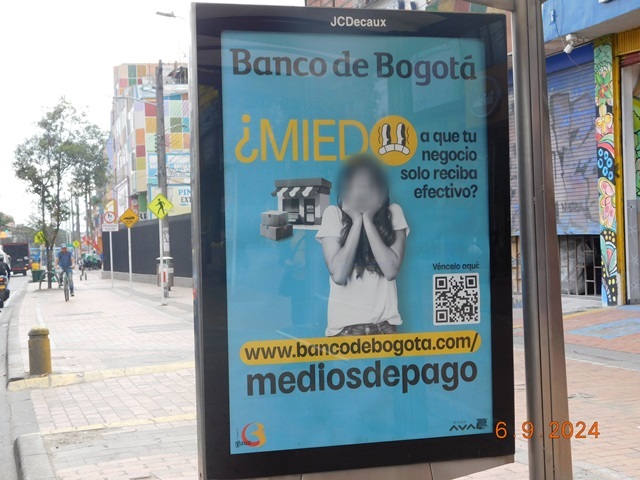 JCDecaux
Banco de Bogotá
¿MIEDO
a que tu
negocio
solo reciba
efectivo?
Véncelo aquí:
www.bancodebogota.com/
mediosdepago
AVAL
6.9.2024